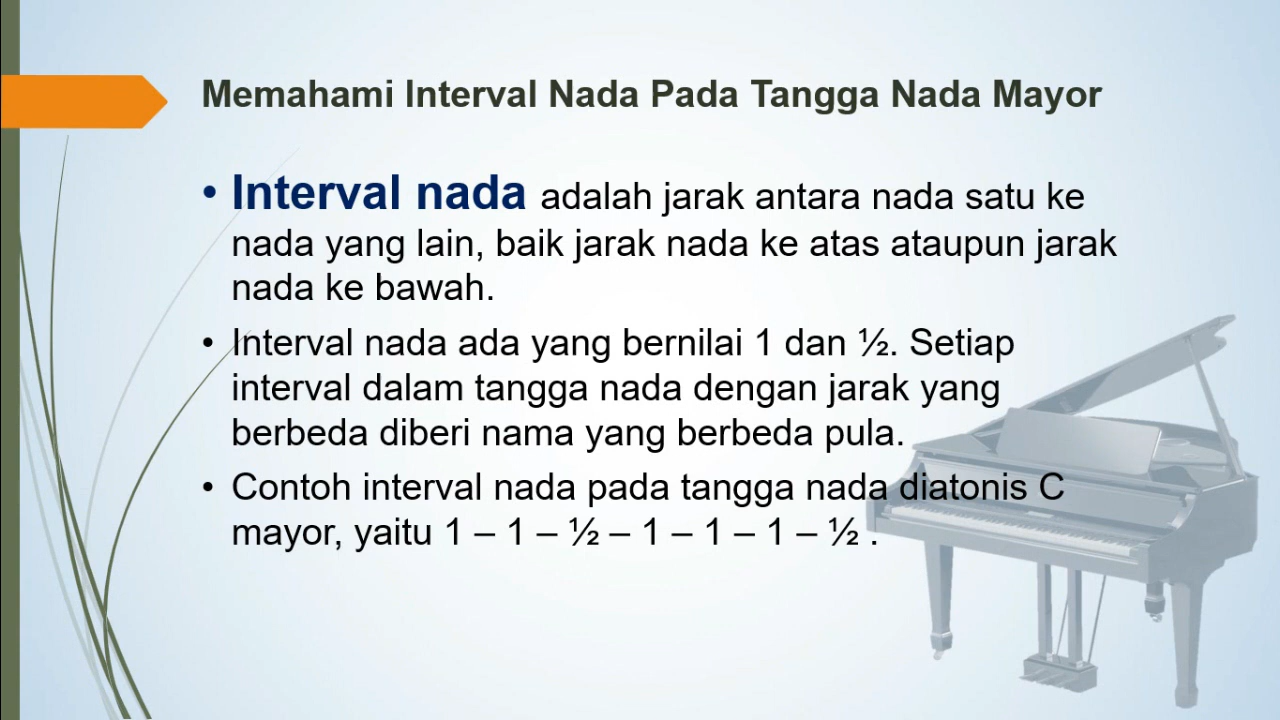 Memahami Interval Nada Pada Tangga Nada Mayor
• Interval nada adalah jarak antara nada satu ke
nada yang lain, baik jarak nada ke atas ataupun jarak
nada ke bawah.
• Interval nada ada yang bernilai 1 dan ½. Setiap
interval dalam tangga nada dengan jarak yang
berbeda diberi nama yang berbeda pula.
• Contoh interval nada pada tangga nada diatonis C
mayor, yaitu 1 – 1 – ½ – 1 – 1 – 1 – ½ .